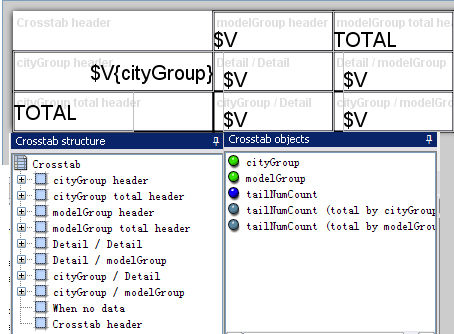 Crosstab header
modelGroup header
modelGroup total hea
$V
TOTAL
cityGroup header
Detail / Detail
Detail / modelGroup
$V{cityGroup}
$V
$V
cityGroup total header
cityGroup / Detail
cityGroup / modelGro
TOTAL
$V
$V
Crosstab structure
Crosstab objects
Crosstab
cityGroup header
cityGroup total header
modelGroup header
modelGroup total header
Detail / Detail
Detail / modelGroup
cityGroup / Detail
cityGroup / modelGroup
When no data
Crosstab header
cityGroup
modelGroup
tailNumCount
tailNumCount (total by cityGroup
tailNumCount (total by modelGrou